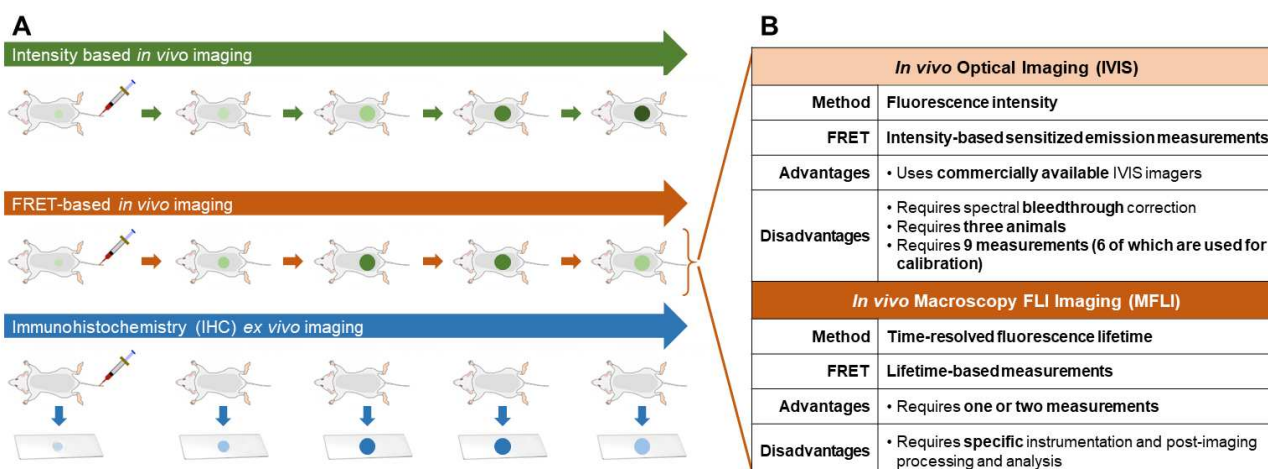 A
Intensity based in vivo imaging
FRET-based in vivo imaging
Immunohistochemistry (IHC) ex vivo imaging
B
In vivo Optical Imaging (IVIS)
Method Fluorescence intensity
FRET Intensity-based sensitized emission measurements
Advantages • Uses commercially available IVIS imagers
Disadvantages • Requires spectral bleedthrough correction
• Requires three animals
• Requires 9 measurements (6 of which are used for
calibration)
In vivo Macroscopy FLI Imaging (MFLI)
Method Time-resolved fluorescence lifetime
FRET Lifetime-based measurements
Advantages • Requires one or two measurements
Disadvantages • Requires specific instrumentation and post-imaging
processing and analysis